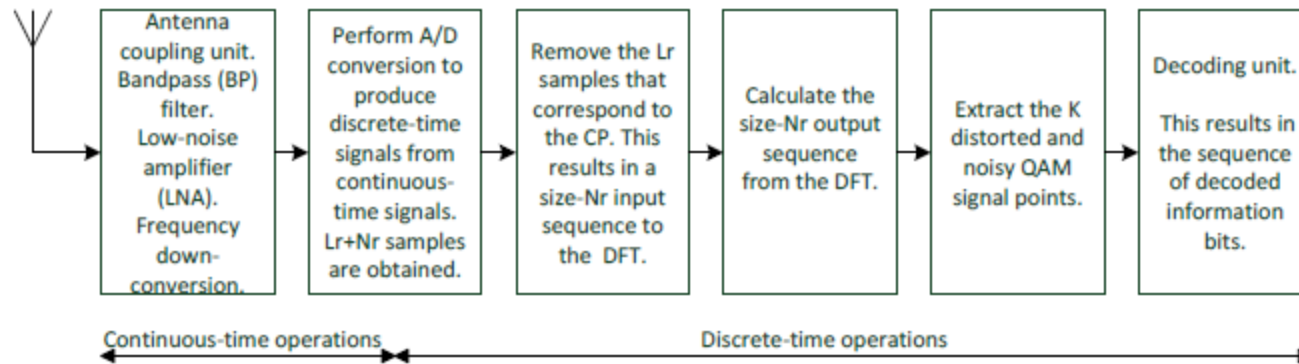 Antenna
coupling unit.
Bandpass (BP)
filter.
Low-noise
amplifier
(LNA).
Frequency
down-
conversion.
Perform A/D
conversion to
produce
discrete-time
signals from
continuous-
time signals.
Lr+Nr samples
are obtained.
Remove the Lr
samples that
correspond to
the CP. This
results in a
size-Nr input
sequence to
the DFT.
Calculate the
size-Nr output
sequence
from the DFT.
Extract the K
distorted and
noisy QAM
signal points.
Decoding unit.
This results in
the sequence
of decoded
information
bits.
Continuous-time operations
Discrete-time operations